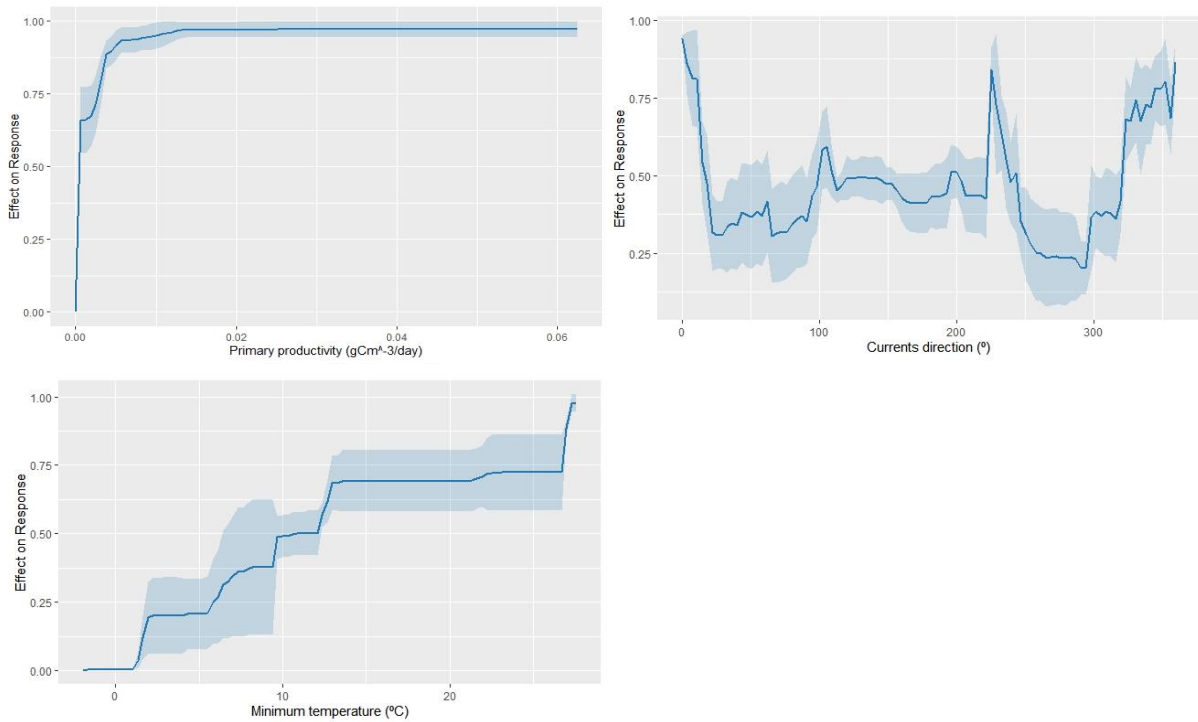 1.00
0.75
0.50
0.25
0.00
Effect on Response
0.00 0.02 0.04 0.06
Primary productivity (gCm^-3/day)
1.00
0.75
0.50
0.25
Effect on Response
0 100 200 300
Currents direction (º)
1.00
0.75
0.50
0.25
0.00
Effect on Response
0 10 20
Minimum temperature (ºC)